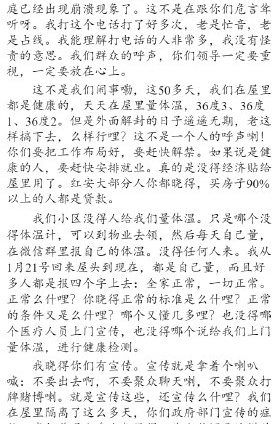 庭已经出现崩溃现象了。这不是在跟你们危言耸
听呀。我打这个电话打了好多次，老是忙音，老
是占线。我能理解打电话的人非常多，我没有怪
责的意思。我们群众的呼声，你们领导一定要重
视，一定要放在心上。
这不是我们闹事嘞，这50多天，我们在屋里
都是健康的，天天在屋里量体温，36度3、36度
1、36度2。但是外面解封的日子遥遥无期，老这
样搞下去，么样行哩？这不是一个人的呼声喇！
你们要把工作布局好，要赶快解禁。如果说是健
康的人，要赶快安排就业。真的是没得经济贴给
屋里用了。红安大部分人你都晓得，买房子90%
以上的人都是贷款。
我们小区没得人给我们量体温。只是哪个没
得体温计，可以到物业去领，然后每天自己量，
在微信群里报自己的体温。没得任何人来。我从
1月21号回来屋头到现在，都是自己量，而且好
多人都是报四个字上去：全家正常，一切正常。
正常么什哩？你晓得正常的标准是么什哩？正常
的条件又是么什哩？哪个又懂几多哩？也没得哪
个医疗人员上门宣传，也没得哪个说给我们上门
量体温，进行健康检测。
我晓得你们有宣传。宣传就是拿着个喇叭
喊：不要出去啊，不要聚众聊天喇，不要聚众打
牌赌博喇。就是宣传这些，还宣传么什哩？我们
在屋里隔离了这么多天，你们政府部门宣传的症